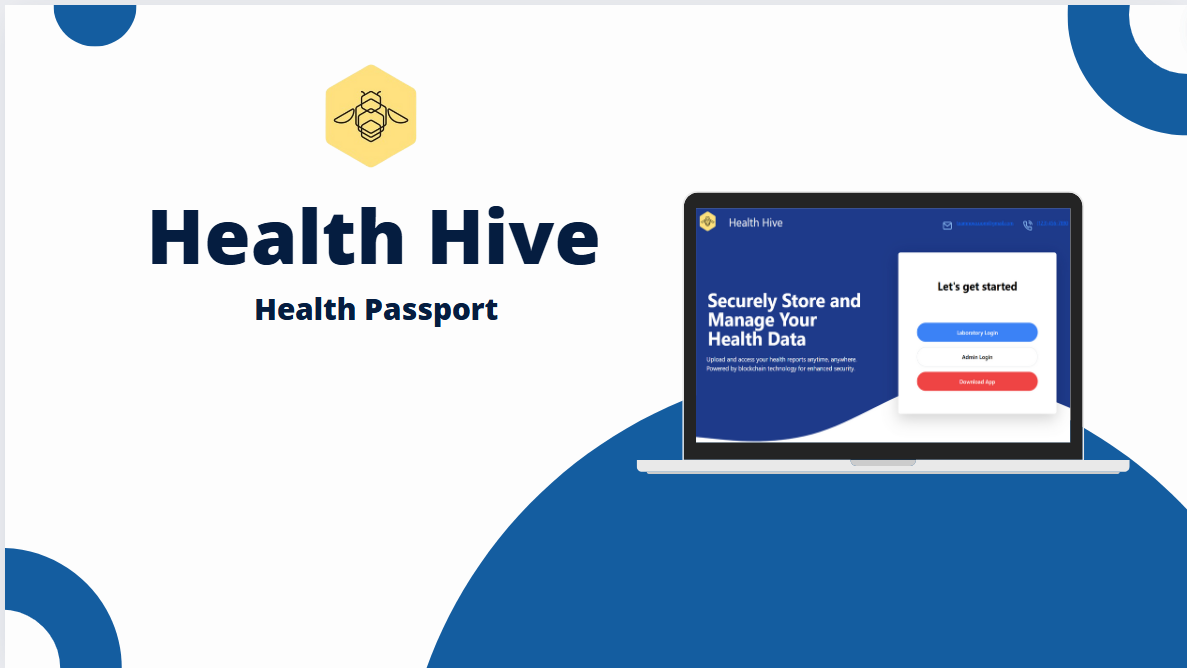 Health Hive
Health Passport
Health Hive
Securely Store and
Manage Your
Health Data
Upload and access your health reports anytime, anywhere.
Powered by blockchain technology for enhanced security.
Let's get started
Laboratory Login
Admin Login
Download App